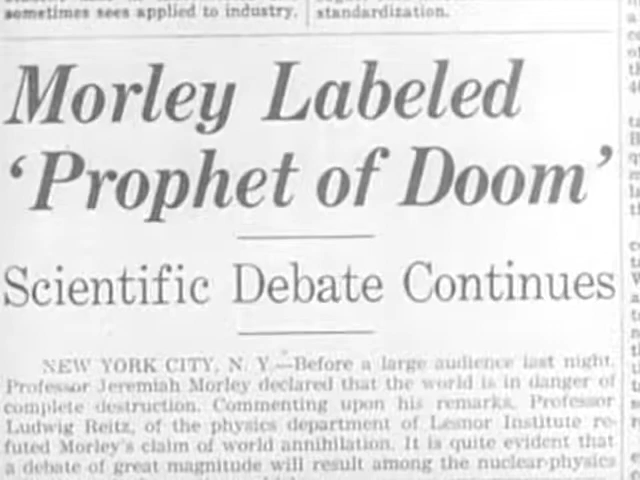 sometimes sees applied to industry.
standardization.
Morley Labeled
‘Prophet of Doom’
Scientific Debate Continues
NEW YORK CITY, N. Y.—Before a large audience last night,
Professor Jeremiah Morley declared that the world is in danger of
complete destruction. Commenting upon his remarks, Professor
Ludwig Reitz, of the physics department of Lesnor Institute re-
futed Morley's claim of world annihilation. It is quite evident that
a debate of great magnitude will result among the nuclear-physics